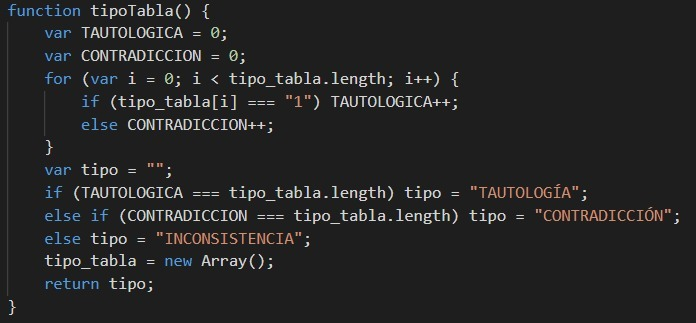 function tipoTabla() {
    var TAUTOLOGICA = 0;
    var CONTRADICCION = 0;
    for (var i = 0; i < tipo_tabla.length; i++) {
        if (tipo_tabla[i] === "1") TAUTOLOGICA++;
        else CONTRADICCION++;
    }
    var tipo = "";
    if (TAUTOLOGICA === tipo_tabla.length) tipo = "TAUTOLOGÍA";
    else if (CONTRADICCION === tipo_tabla.length) tipo = "CONTRADICCIÓN";
    else tipo = "INCONSISTENCIA";
    tipo_tabla = new Array();
    return tipo;
}